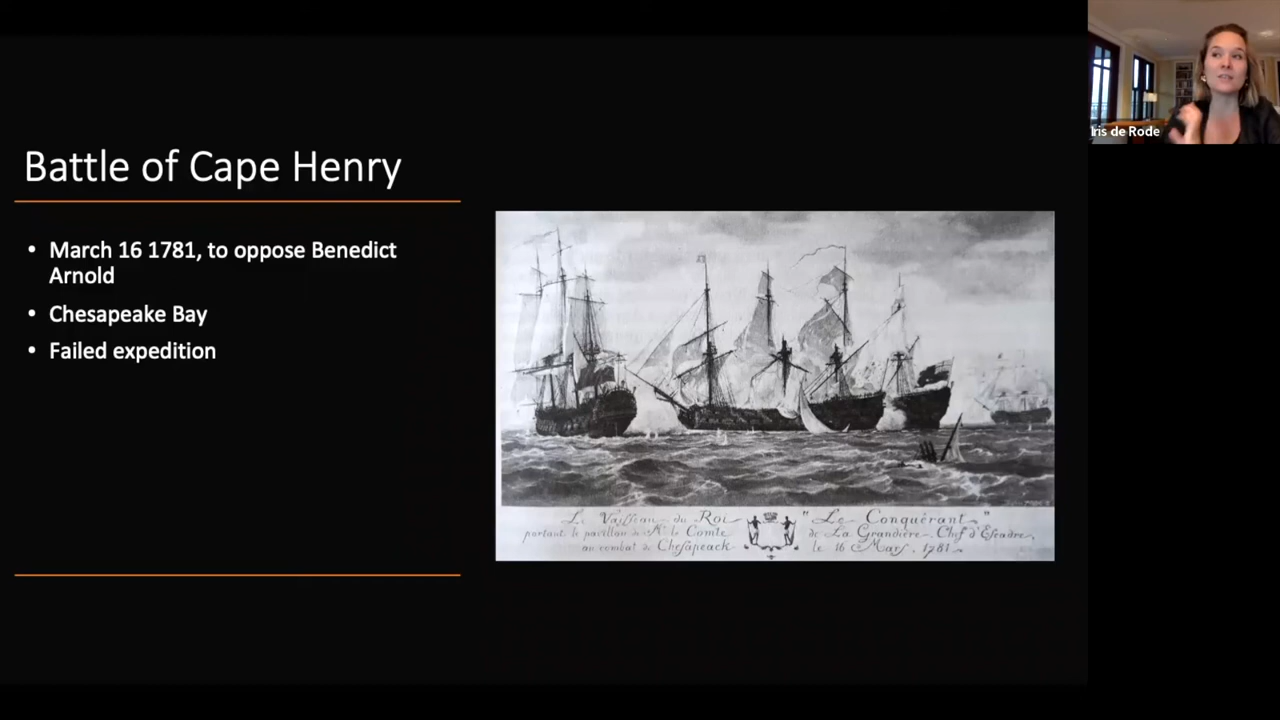 Iris de Rode
Battle of Cape Henry
• March 16 1781, to oppose Benedict
Arnold
• Chesapeake Bay
• Failed expedition
Le Vaisseau du Roi "Le Conquérant"
portant le pavillon de Mr. le Comte de La Grandière, Chef d'Escadre,
au combat de Chesapeack le 16 Mars, 1781.